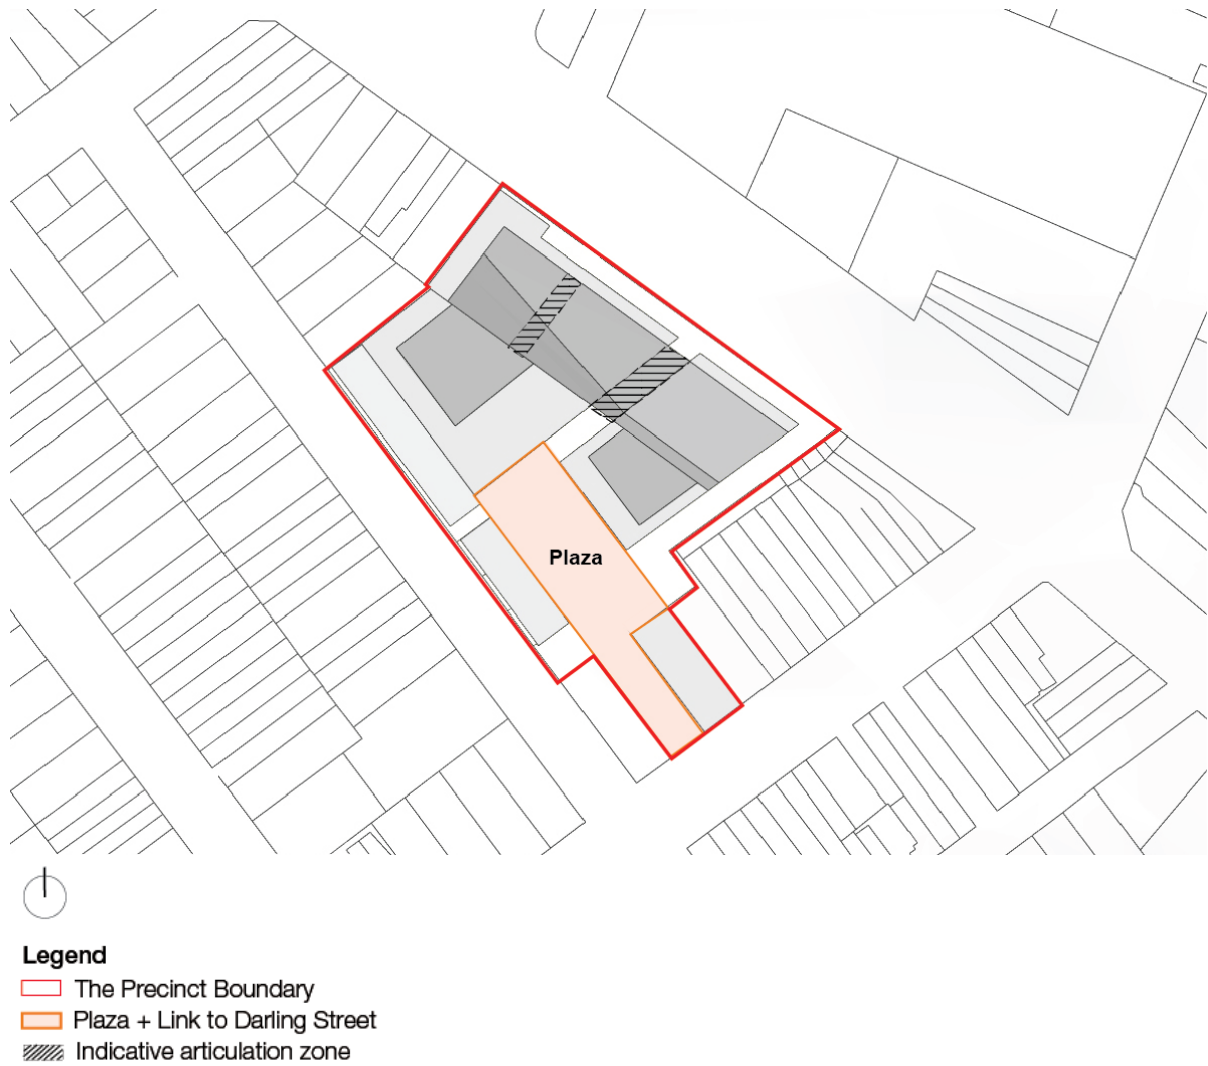 Plaza
Legend
The Precinct Boundary
Plaza + Link to Darling Street
Indicative articulation zone